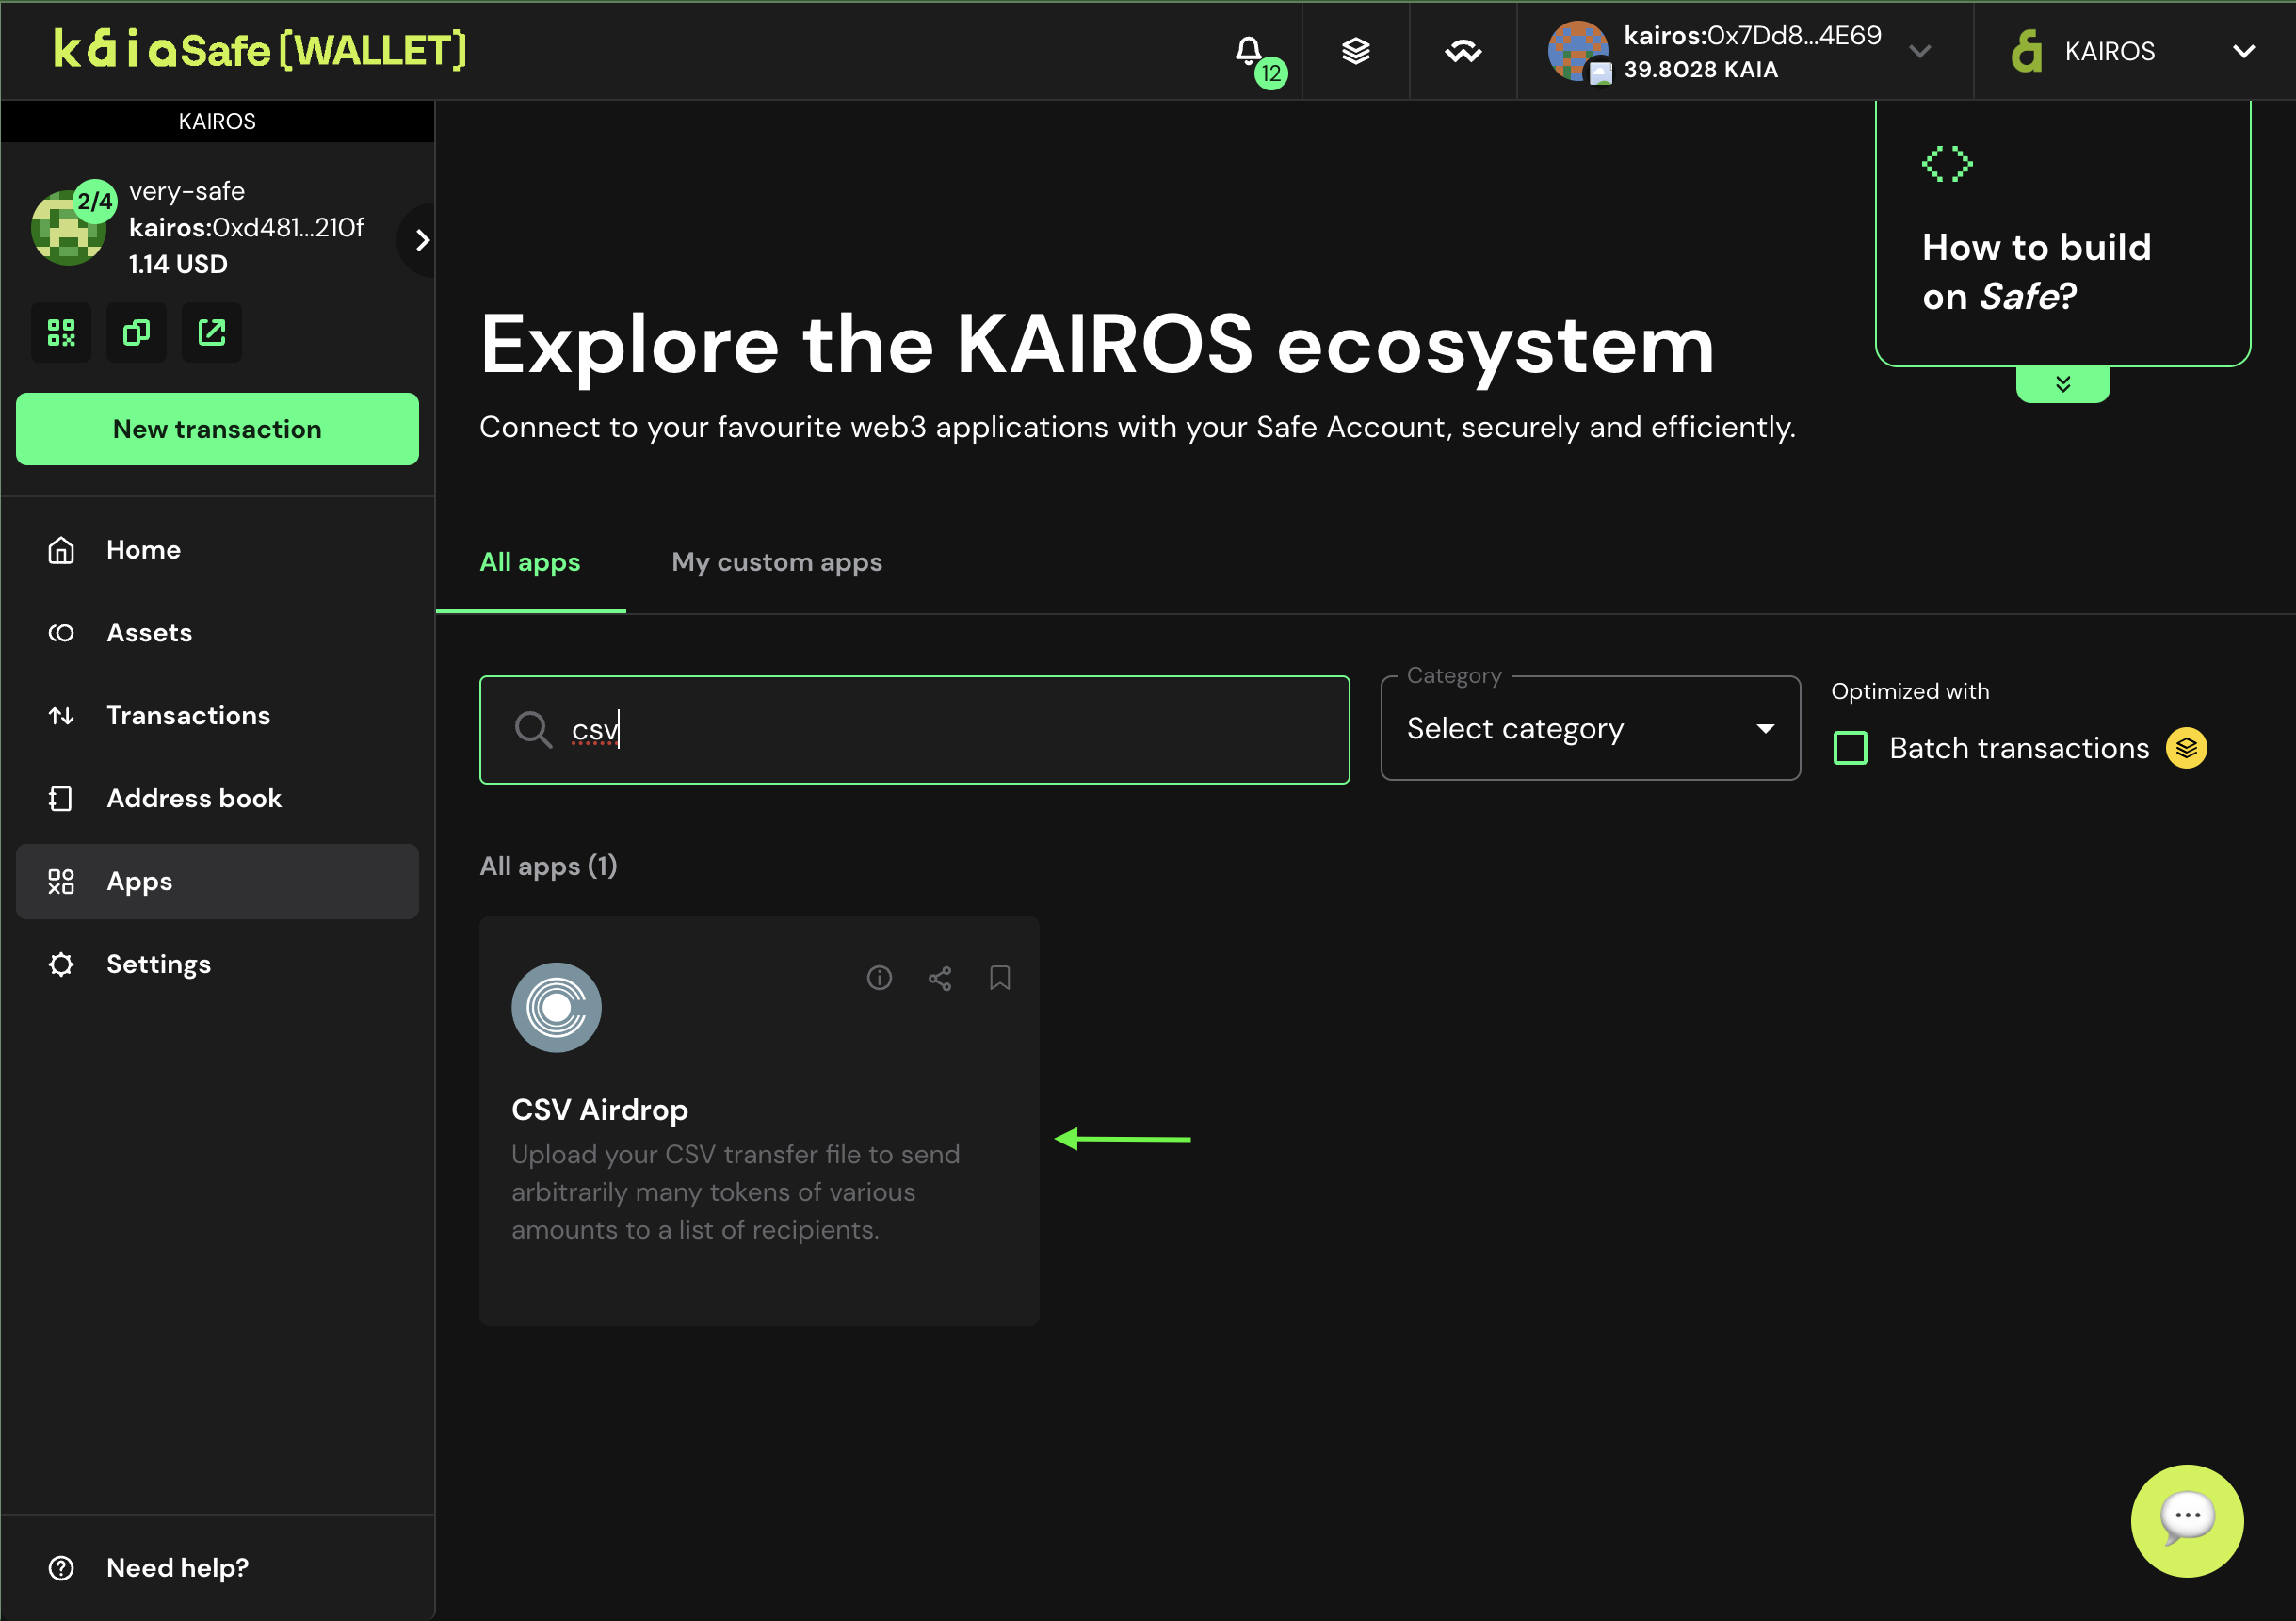 kaiaSafe [WALLET]
12
kairos:0x7Dd8...4E69
39.8028 KAIA
KAIROS
KAIROS
2/4
very-safe
kairos:0xd481...210f
1.14 USD
New transaction
Home
Assets
Transactions
Address book
Apps
Settings
Need help?
How to build
on Safe?
Explore the KAIROS ecosystem
Connect to your favourite web3 applications with your Safe Account, securely and efficiently.
All apps
My custom apps
csv
Category
Select category
Optimized with
Batch transactions
All apps (1)
CSV Airdrop
Upload your CSV transfer file to send
arbitrarily many tokens of various
amounts to a list of recipients.